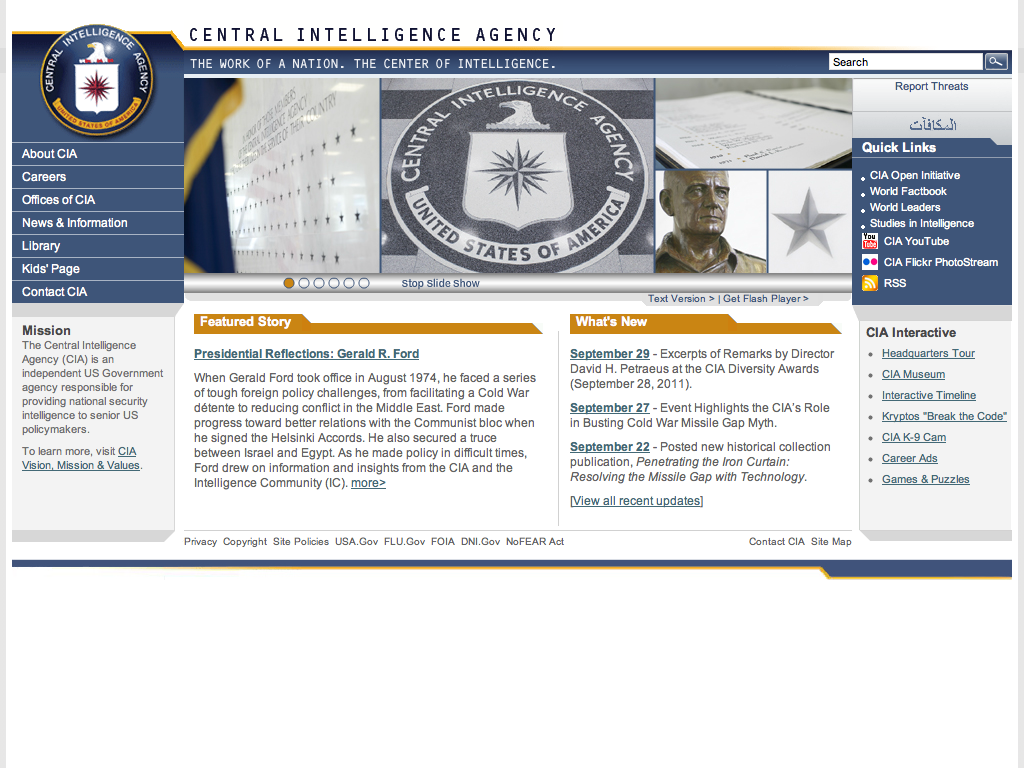 CENTRAL INTELLIGENCE AGENCY
UNITED STATES OF AMERICA
CENTRAL INTELLIGENCE AGENCY
THE WORK OF A NATION. THE CENTER OF INTELLIGENCE.
Search
Report Threats
المكافآت
About CIA
Careers
Offices of CIA
News & Information
Library
Kids' Page
Contact CIA
CENTRAL INTELLIGENCE AGENCY
UNITED STATES OF AMERICA
Quick Links
CIA Open Initiative
World Factbook
World Leaders
Studies in Intelligence
You Tube
CIA YouTube
CIA Flickr PhotoStream
RSS
Stop Slide Show
Text Version > | Get Flash Player >
Mission
The Central Intelligence
Agency (CIA) is an
independent US Government
agency responsible for
providing national security
intelligence to senior US
policymakers.
To learn more, visit CIA
Vision, Mission & Values.
Featured Story
Presidential Reflections: Gerald R. Ford
When Gerald Ford took office in August 1974, he faced a series
of tough foreign policy challenges, from facilitating a Cold War
détente to reducing conflict in the Middle East. Ford made
progress toward better relations with the Communist bloc when
he signed the Helsinki Accords. He also secured a truce
between Israel and Egypt. As he made policy in difficult times,
Ford drew on information and insights from the CIA and the
Intelligence Community (IC). more>
What's New
September 29 - Excerpts of Remarks by Director
David H. Petraeus at the CIA Diversity Awards
(September 28, 2011).
September 27 - Event Highlights the CIA's Role
in Busting Cold War Missile Gap Myth.
September 22 - Posted new historical collection
publication, Penetrating the Iron Curtain:
Resolving the Missile Gap with Technology.
[View all recent updates]
CIA Interactive
Headquarters Tour
CIA Museum
Interactive Timeline
Kryptos "Break the Code"
CIA K-9 Cam
Career Ads
Games & Puzzles
Privacy Copyright Site Policies USA.Gov FLU.Gov FOIA DNI.Gov NoFEAR Act
Contact CIA Site Map